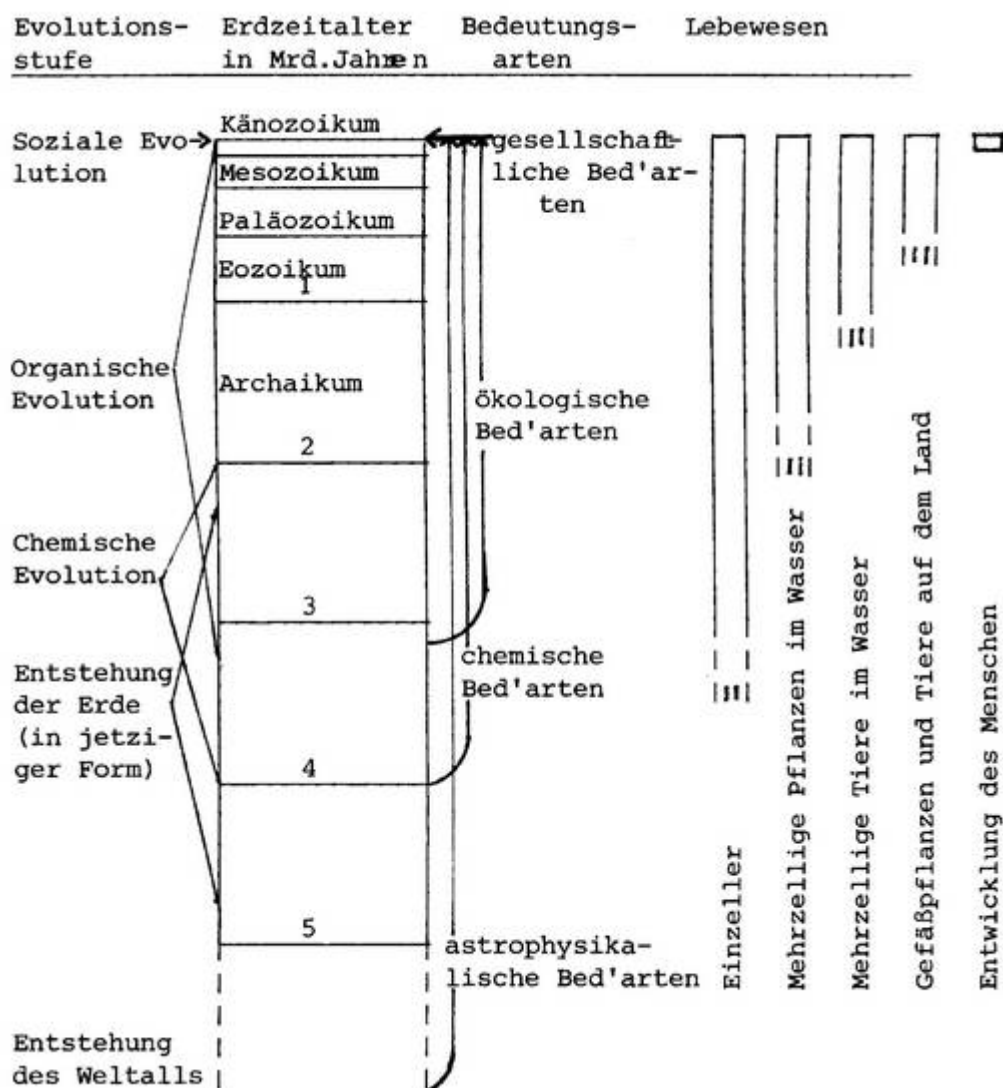 Evolutions- Erdzeitalter Bedeutungs- Lebewesen
stufe in Mrd.Jahren arten
Känozoikum
Soziale Evo-
lution
gesellschaft-
liche Bed'ar-
ten
Mesozoikum
Paläozoikum
Eozoikum
1
Organische
Evolution
Archaikum
ökologische
Bed'arten
2
Chemische
Evolution
3
Entstehung
der Erde
(in jetzi-
ger Form)
chemische
Bed'arten
4
5
astrophysika-
lische Bed'arten
Entstehung
des Weltalls
Einzeller
Mehrzellige Pflanzen im Wasser
Mehrzellige Tiere im Wasser
Gefäßpflanzen und Tiere auf dem Land
Entwicklung des Menschen